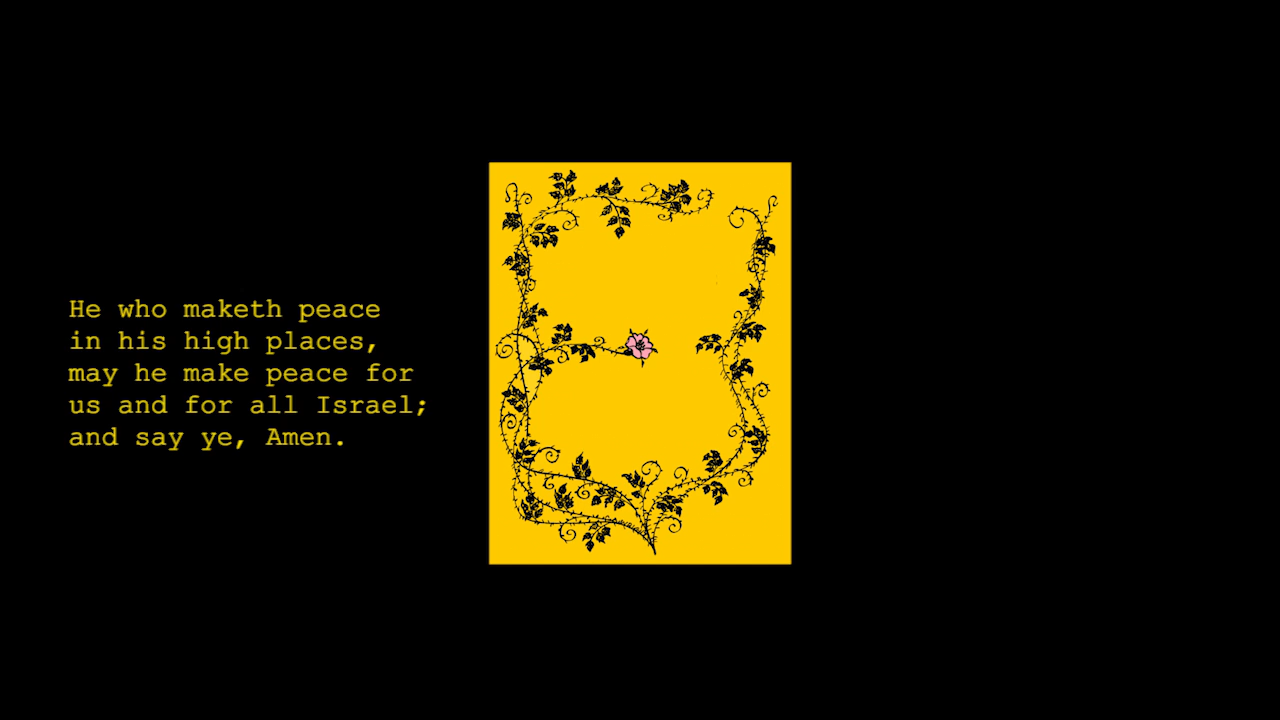 He who maketh peace
in his high places,
may he make peace for
us and for all Israel;
and say ye, Amen.